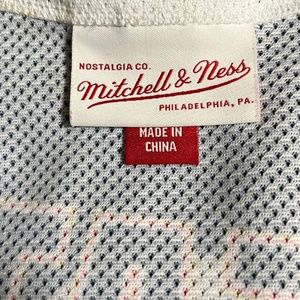 NOSTALGIA CO.
Mitchell & Ness
PHILADELPHIA, PA.
MADE IN
CHINA